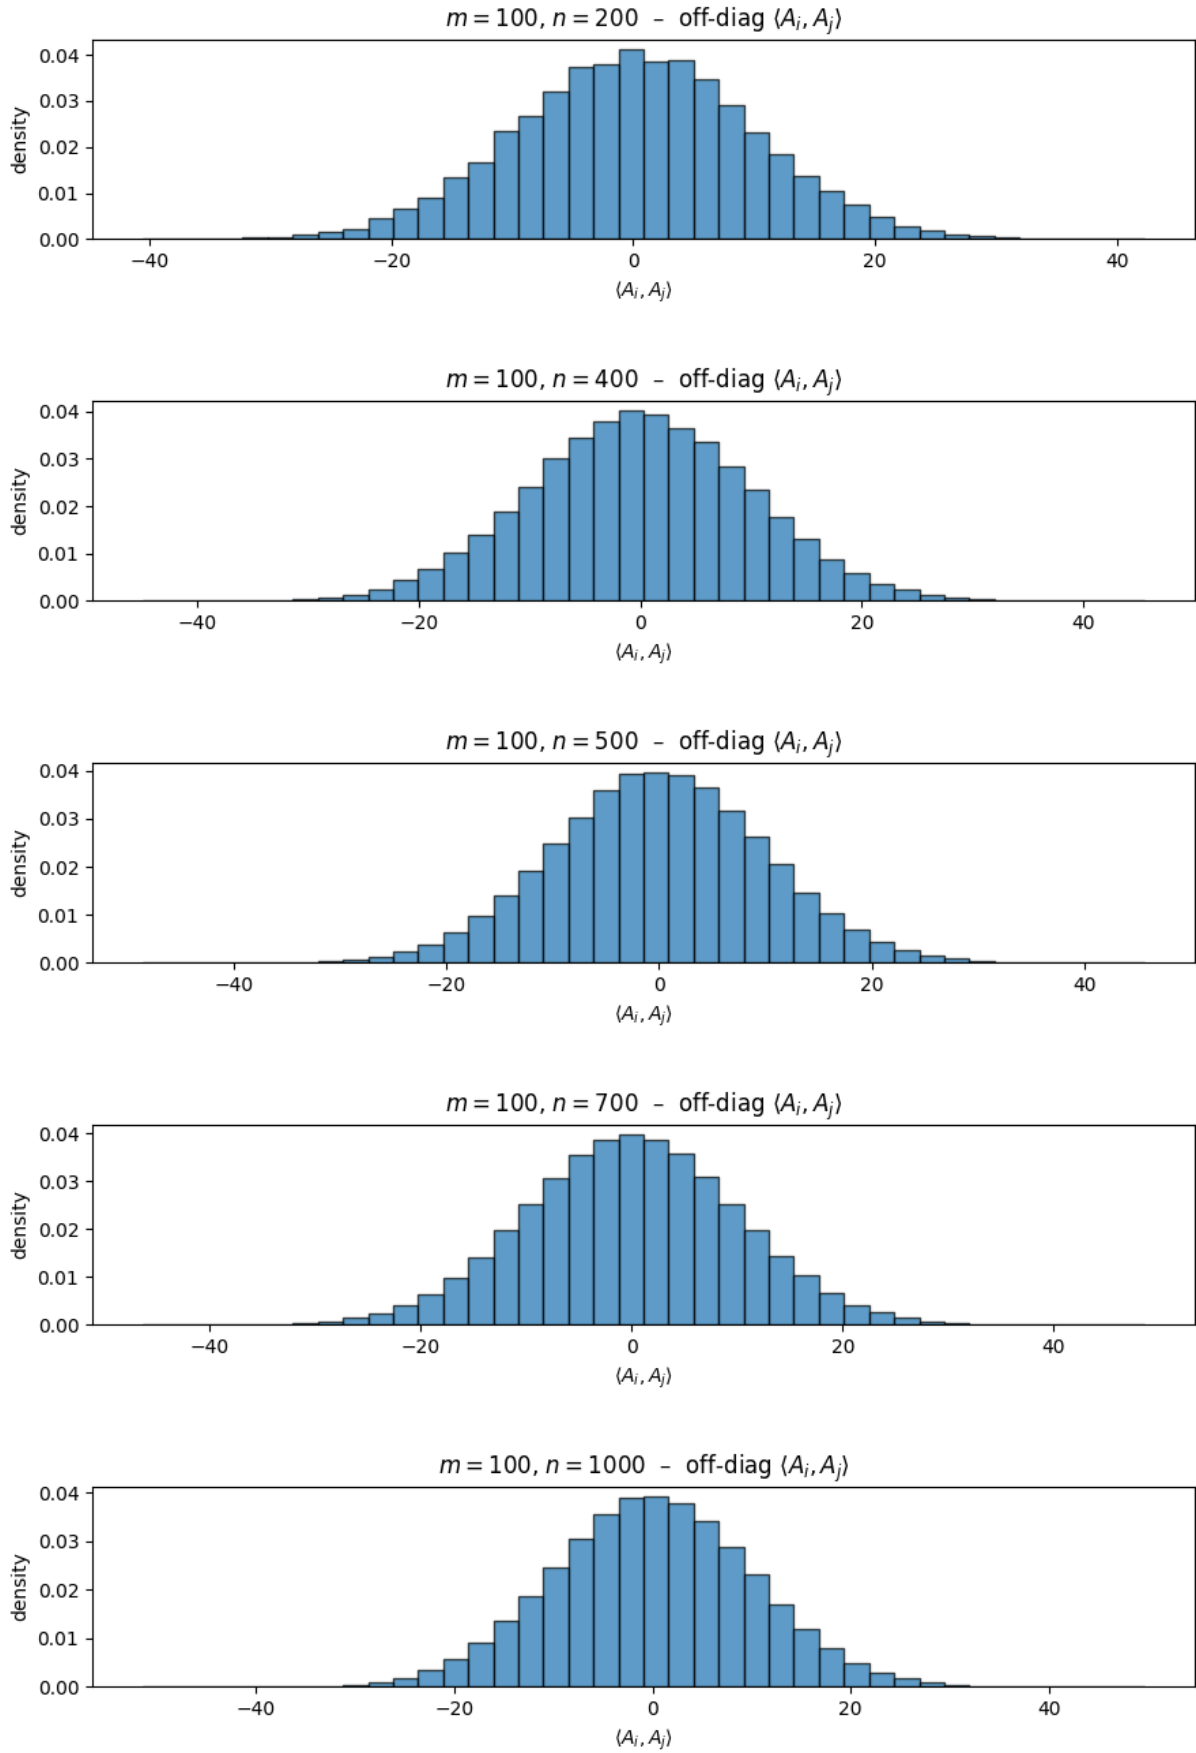 m = 100, n = 200 – off-diag ⟨A_i, A_j⟩
0.04
0.03
0.02
0.01
0.00
density
−40 −20 0 20 40
⟨A_i, A_j⟩
m = 100, n = 400 – off-diag ⟨A_i, A_j⟩
0.04
0.03
0.02
0.01
0.00
density
−40 −20 0 20 40
⟨A_i, A_j⟩
m = 100, n = 500 – off-diag ⟨A_i, A_j⟩
0.04
0.03
0.02
0.01
0.00
density
−40 −20 0 20 40
⟨A_i, A_j⟩
m = 100, n = 700 – off-diag ⟨A_i, A_j⟩
0.04
0.03
0.02
0.01
0.00
density
−40 −20 0 20 40
⟨A_i, A_j⟩
m = 100, n = 1000 – off-diag ⟨A_i, A_j⟩
0.04
0.03
0.02
0.01
0.00
density
−40 −20 0 20 40
⟨A_i, A_j⟩